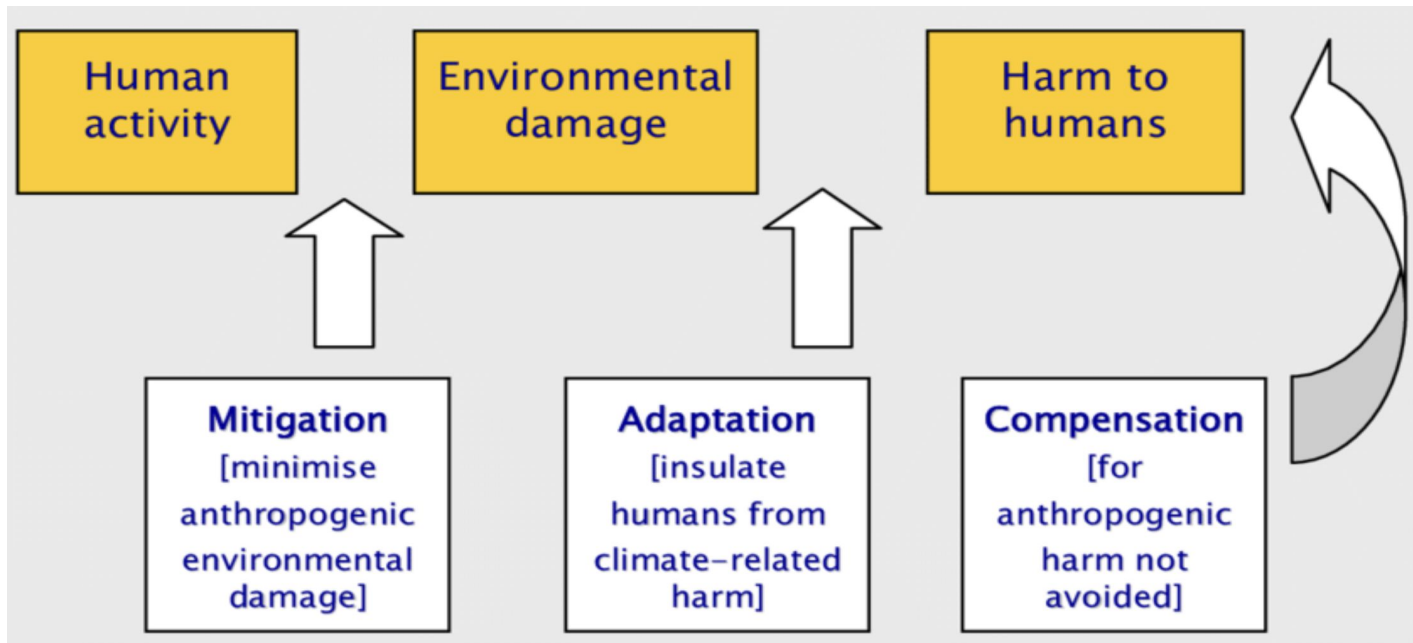 Human
activity
Environmental
damage
Harm to
humans
Mitigation
[minimise
anthropogenic
environmental
damage]
Adaptation
[insulate
humans from
climate-related
harm]
Compensation
[for
anthropogenic
harm not
avoided]